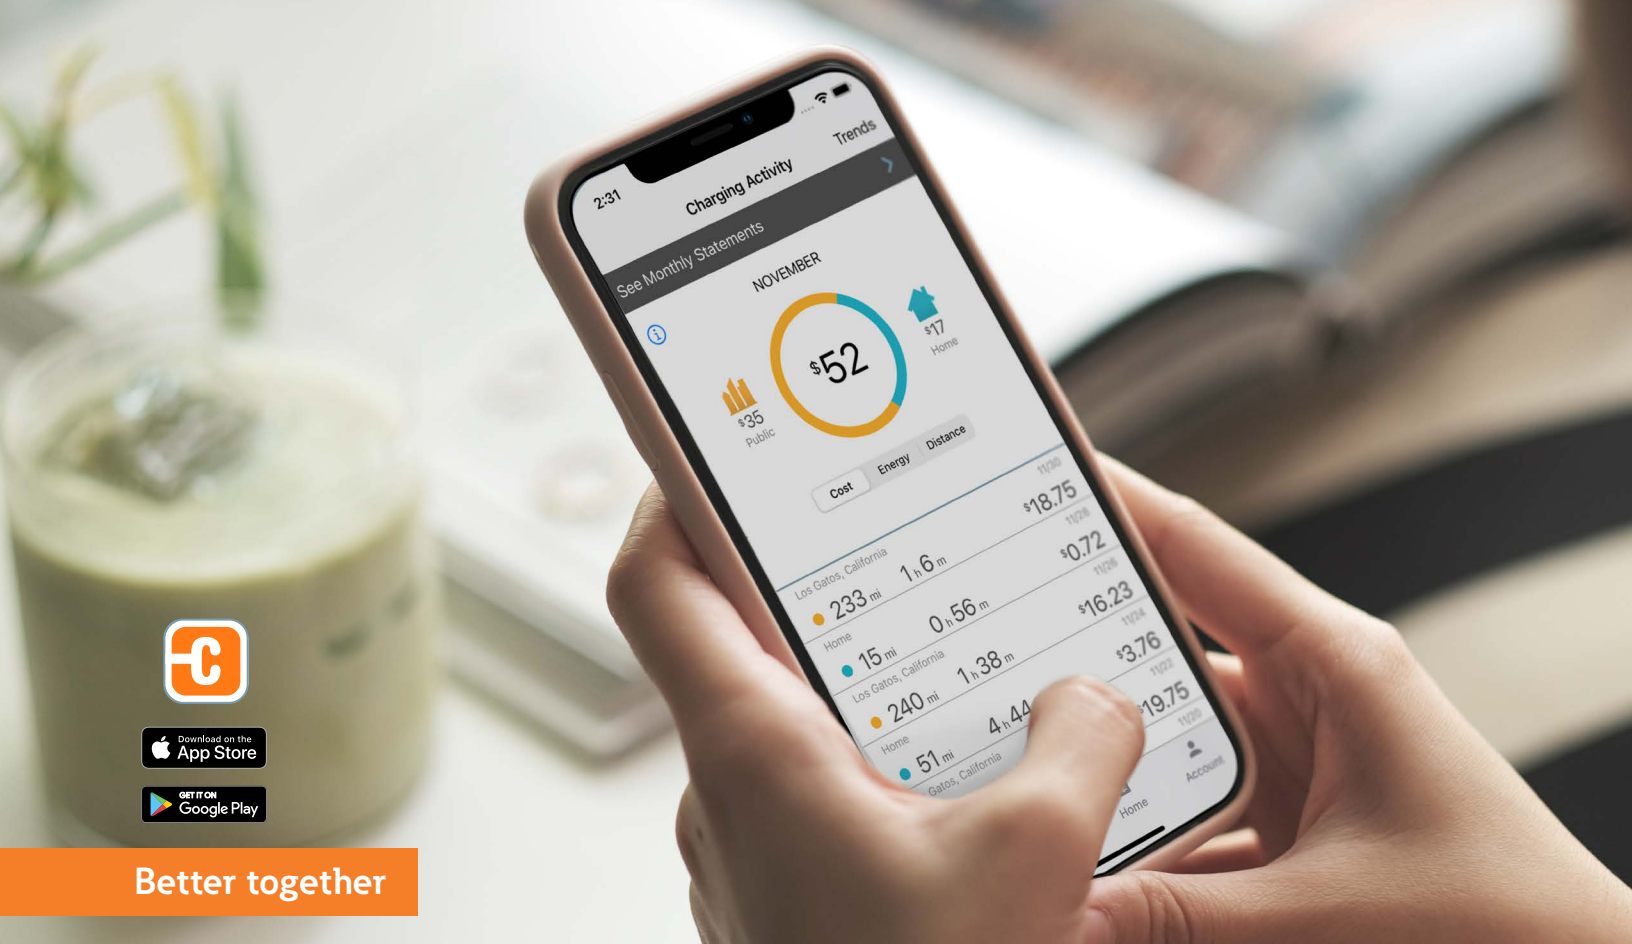 2:31
Trends
Charging Activity
See Monthly Statements
NOVEMBER
$52
$17
Home
$35
Public
Cost Energy Distance
11/30
Los Gatos, California
233 mi 1 h 6 m $18.75
11/28
Home
15 mi 0 h 56 m $0.72
11/26
Los Gatos, California
240 mi 1 h 38 m $16.23
11/24
Home
51 mi 4 h 44 $3.76
11/22
Gatos, California
$19.75
11/20
Home
Account
C
Download on the
App Store
GET IT ON
Google Play
Better together